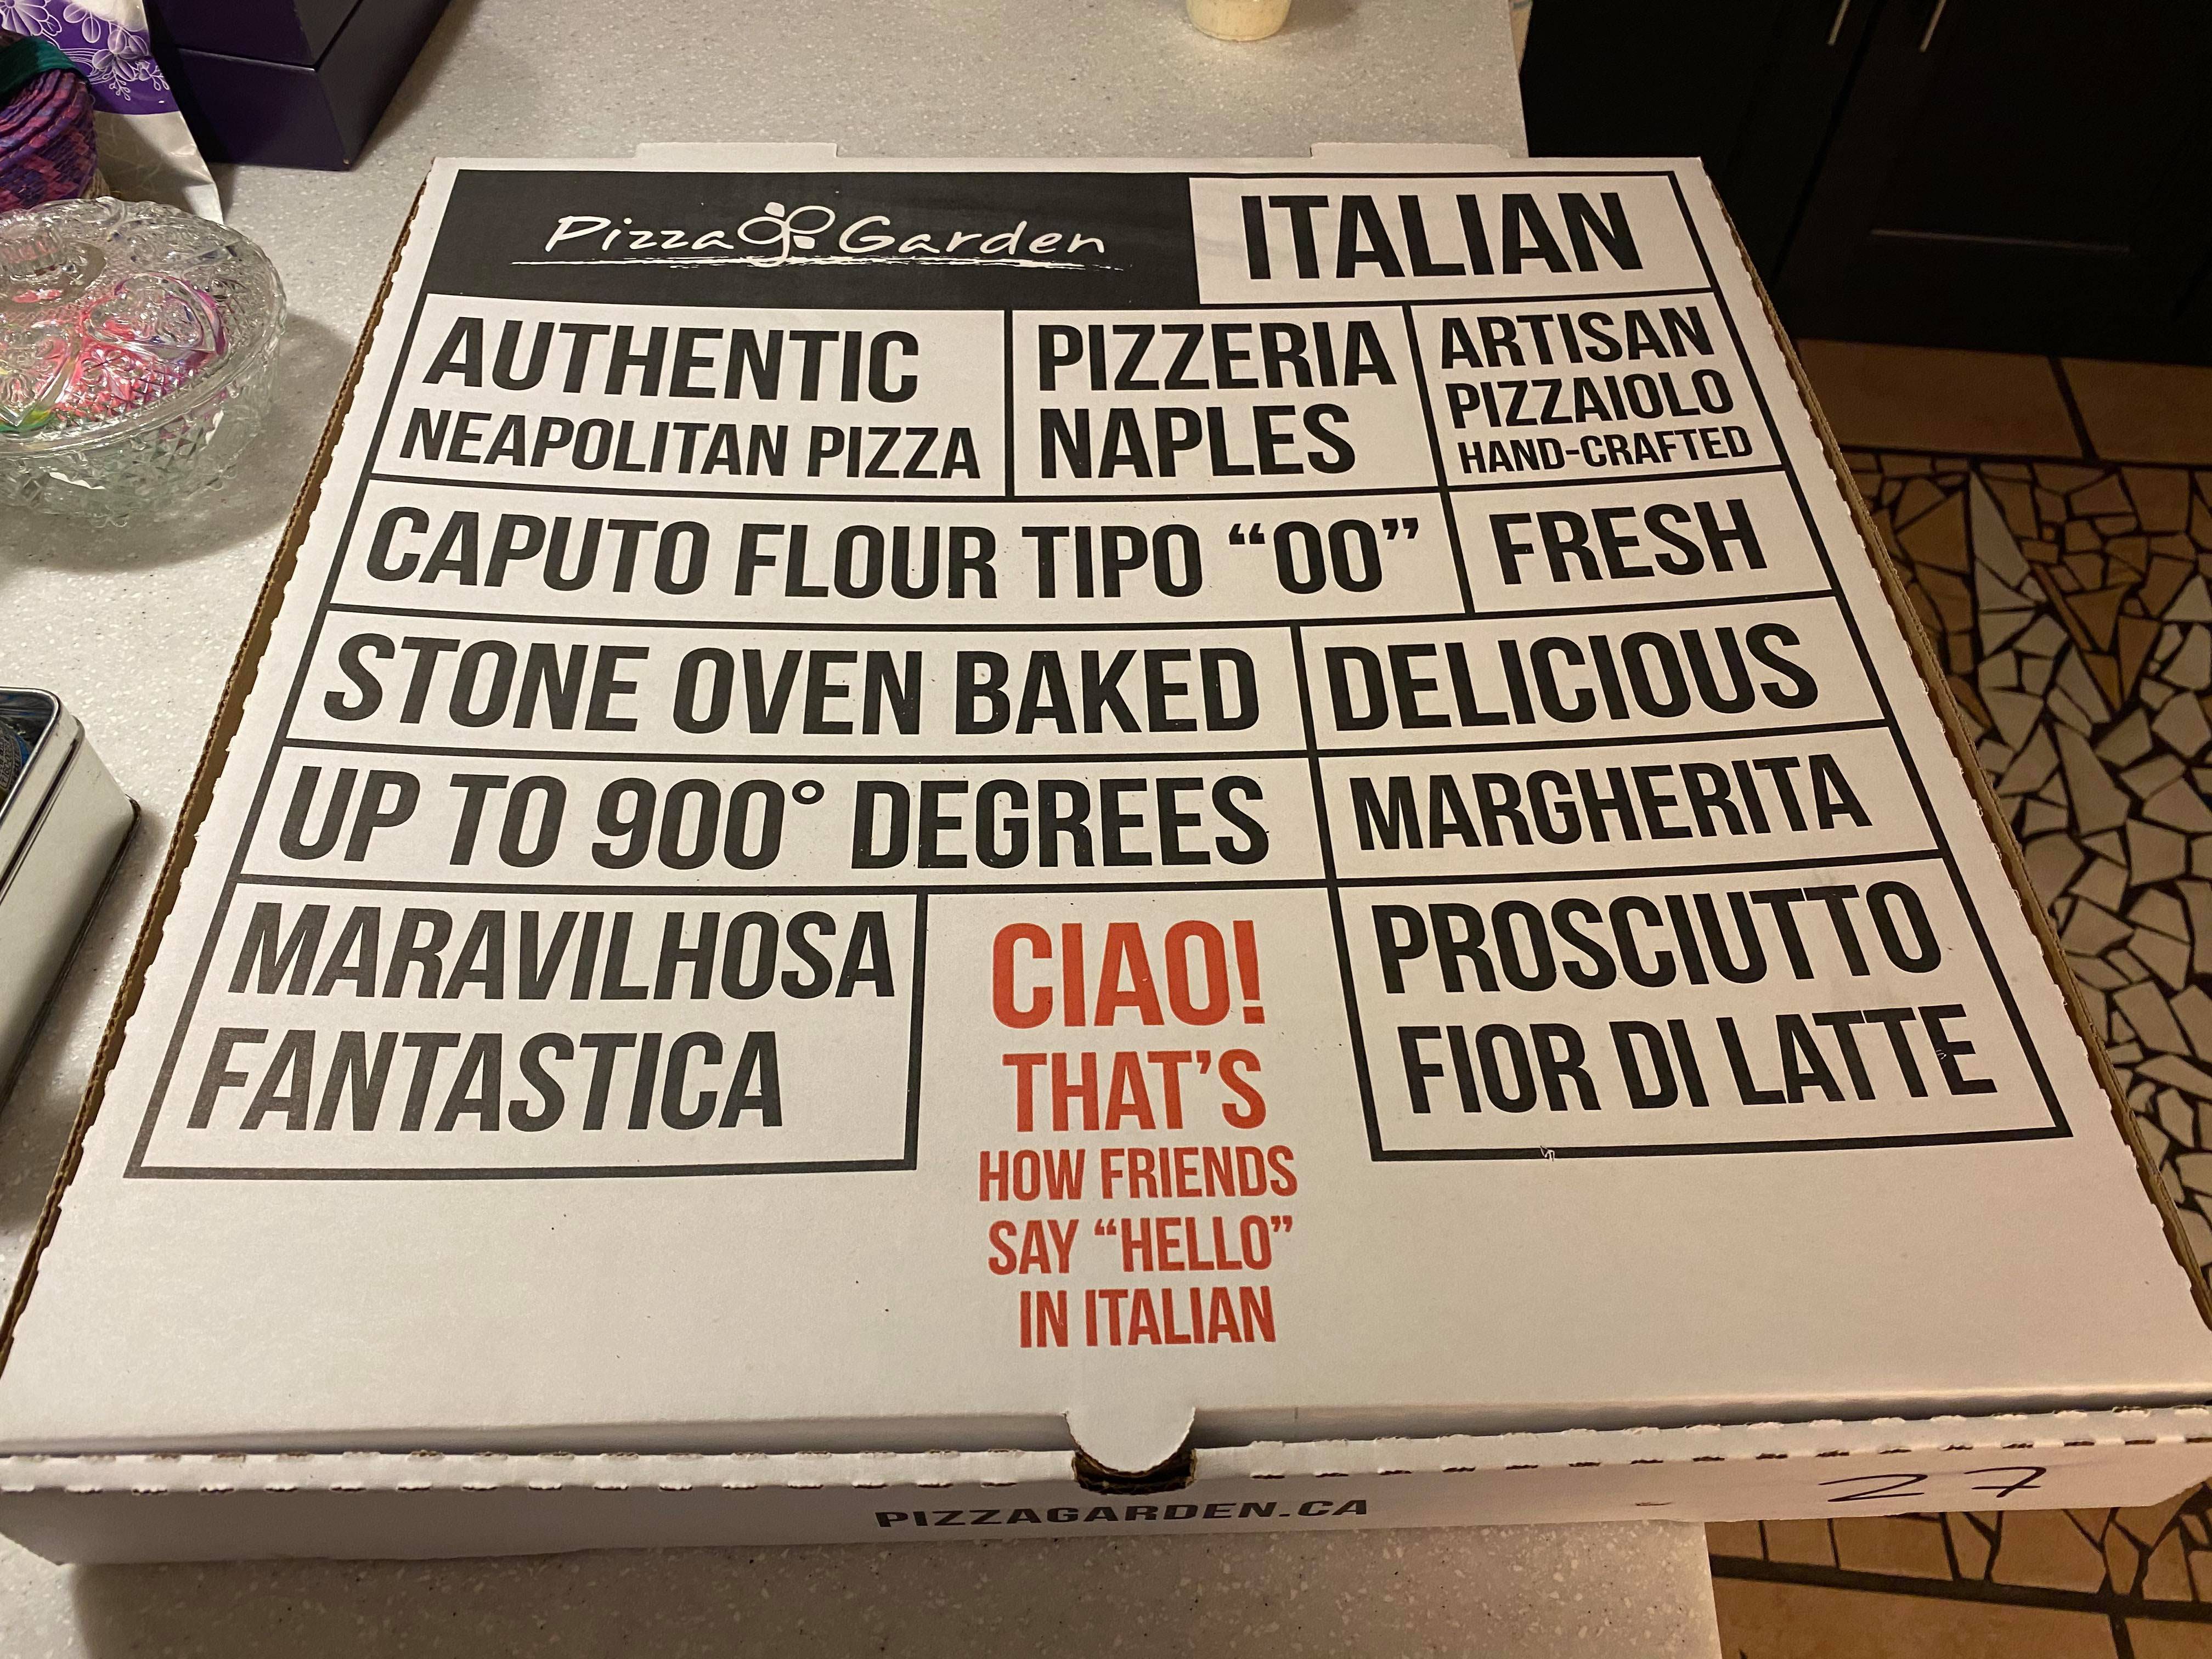 Pizza Garden
ITALIAN
AUTHENTIC
NEAPOLITAN PIZZA
PIZZERIA
NAPLES
ARTISAN
PIZZAIOLO
HAND-CRAFTED
CAPUTO FLOUR TIPO “00”
FRESH
STONE OVEN BAKED
DELICIOUS
UP TO 900° DEGREES
MARGHERITA
MARAVILHOSA
FANTASTICA
CIAO!
THAT’S
HOW FRIENDS
SAY “HELLO”
IN ITALIAN
PROSCIUTTO
FIOR DI LATTE
PIZZAGARDEN.CA
27